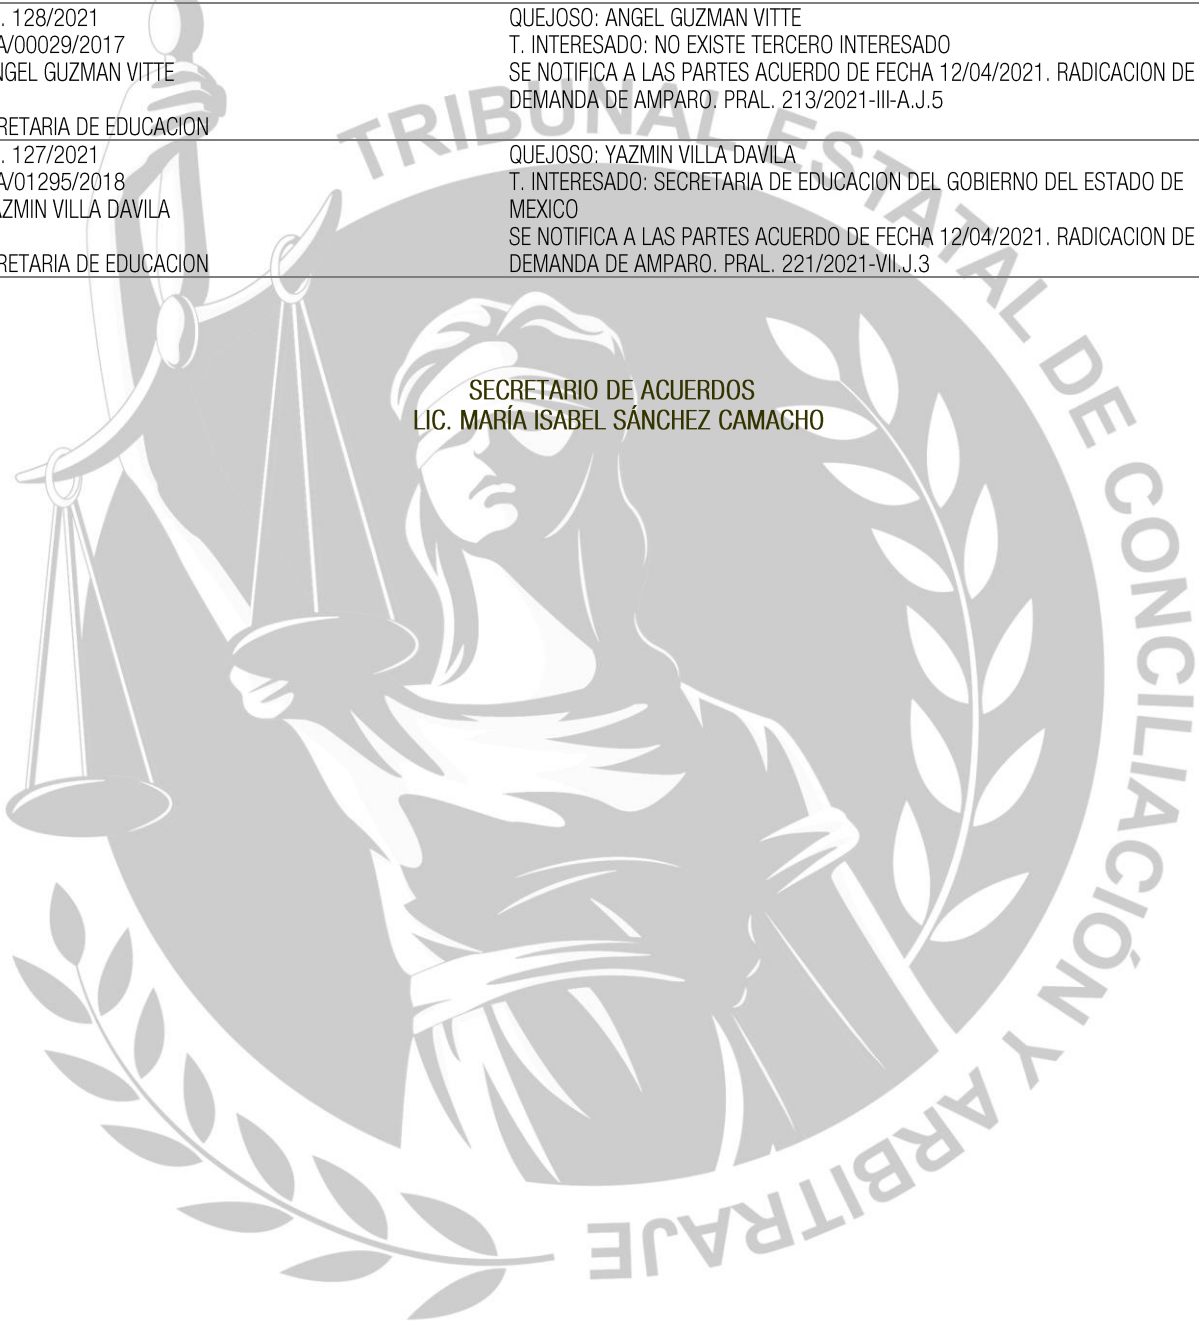 . 128/2021
A/00029/2017
NGEL GUZMAN VITTE
RETARIA DE EDUCACION
QUEJOSO: ANGEL GUZMAN VITTE
T. INTERESADO: NO EXISTE TERCERO INTERESADO
SE NOTIFICA A LAS PARTES ACUERDO DE FECHA 12/04/2021. RADICACION DE
DEMANDA DE AMPARO. PRAL. 213/2021-III-A.J.5
. 127/2021
A/01295/2018
AZMIN VILLA DAVILA
RETARIA DE EDUCACION
QUEJOSO: YAZMIN VILLA DAVILA
T. INTERESADO: SECRETARIA DE EDUCACION DEL GOBIERNO DEL ESTADO DE
MEXICO
SE NOTIFICA A LAS PARTES ACUERDO DE FECHA 12/04/2021. RADICACION DE
DEMANDA DE AMPARO. PRAL. 221/2021-VII.J.3
SECRETARIO DE ACUERDOS
LIC. MARÍA ISABEL SÁNCHEZ CAMACHO
TRIBUNAL ESTATAL DE CONCILIACIÓN Y ARBITRAJE